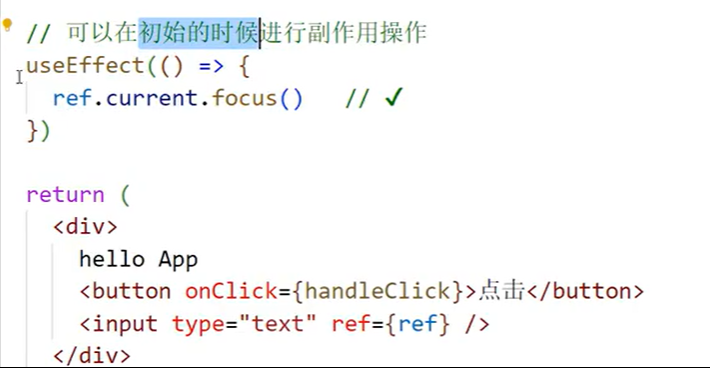 // 可以在初始的时候进行副作用操作
useEffect(() => {
  ref.current.focus()   // ✔
})
return (
  <div>
    hello App
    <button onClick={handleClick}>点击</button>
    <input type="text" ref={ref} />
  </div>